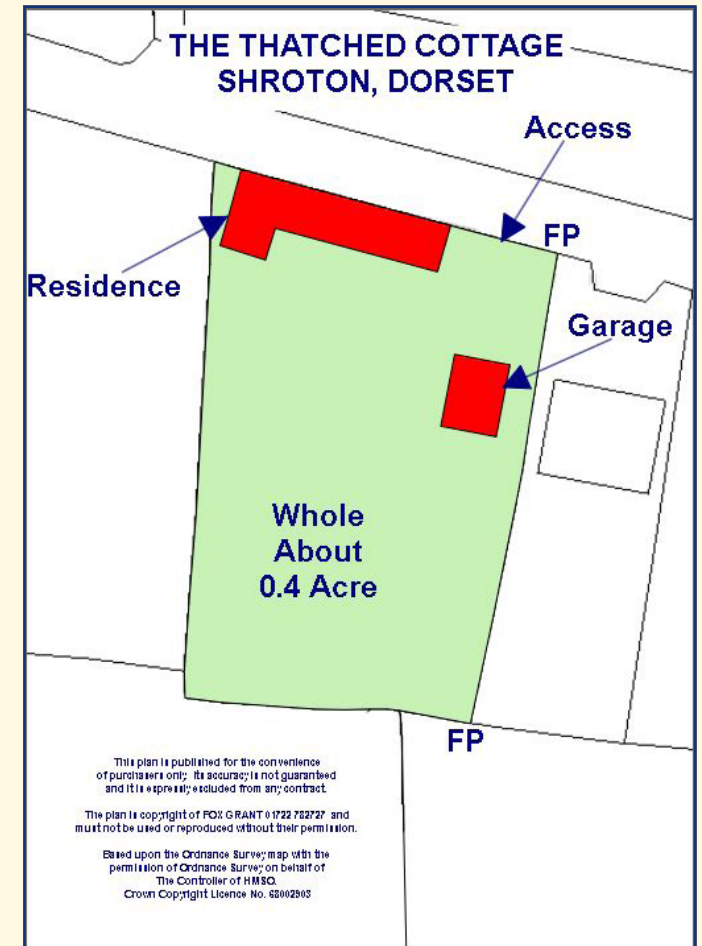 THE THATCHED COTTAGE
SHROTON, DORSET
Access
FP
Residence
Garage
Whole
About
0.4 Acre
FP
This plan is published for the convenience
of purchasers only. Its accuracy is not guaranteed
and it is expressly excluded from any contract.
The plan is copyright of FOX GRANT 01722 782727 and
must not be used or reproduced without their permission.
Based upon the Ordnance Survey map with the
permission of Ordnance Survey on behalf of
The Controller of HMSO.
Crown Copyright Licence No. 68002903